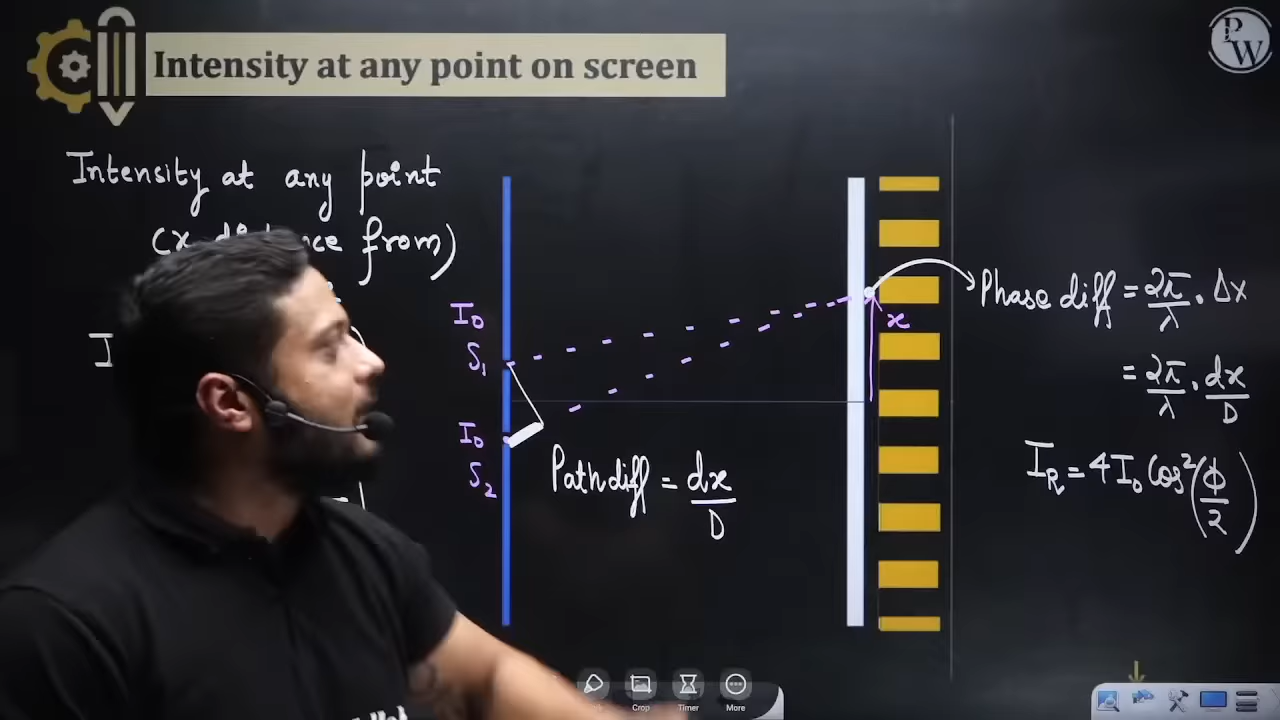 Intensity at any point on screen
PW
Intensity at any point
(x from)
I
I₀
S₁
I₀
S₂
Path diff = dx/D
x
Phase diff = 2π/λ . Δx
= 2π/λ . dx/D
I_R = 4I₀ Cos²(ϕ/2)
Crop
Timer
More